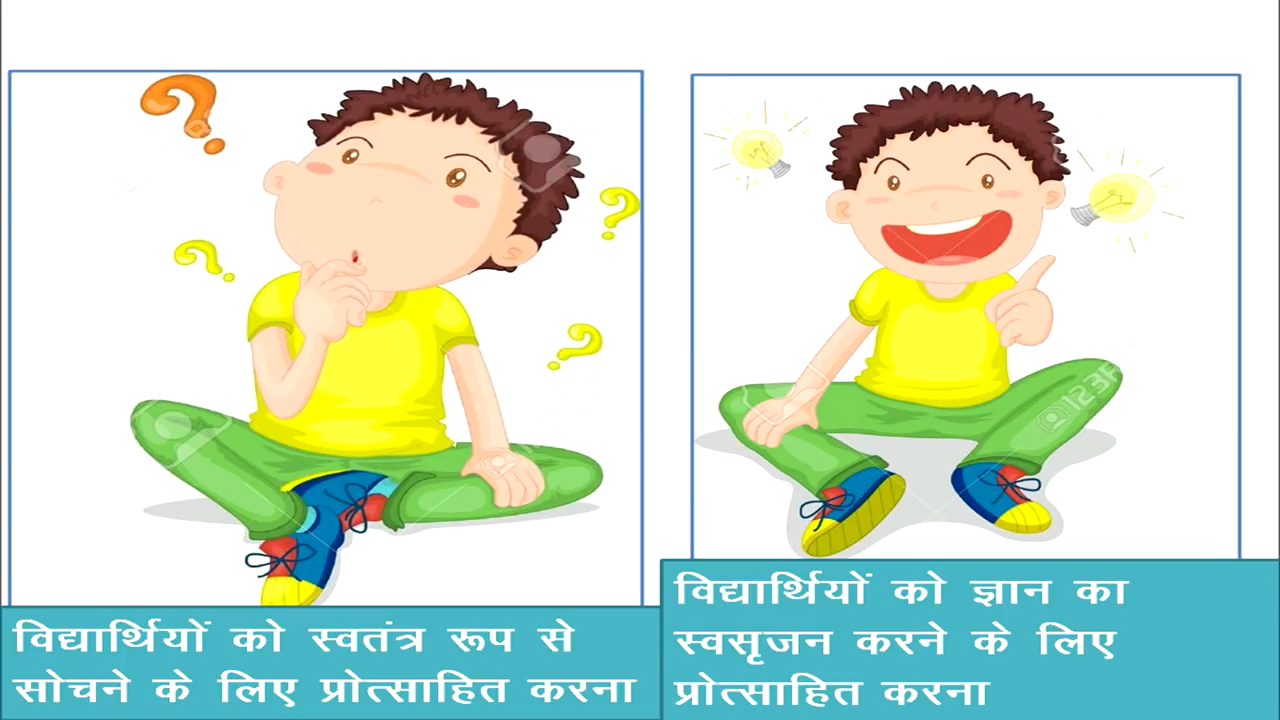 विद्यार्थियों को स्वतंत्र रूप से
सोचने के लिए प्रोत्साहित करना
विद्यार्थियों को ज्ञान का
स्वसृजन करने के लिए
प्रोत्साहित करना